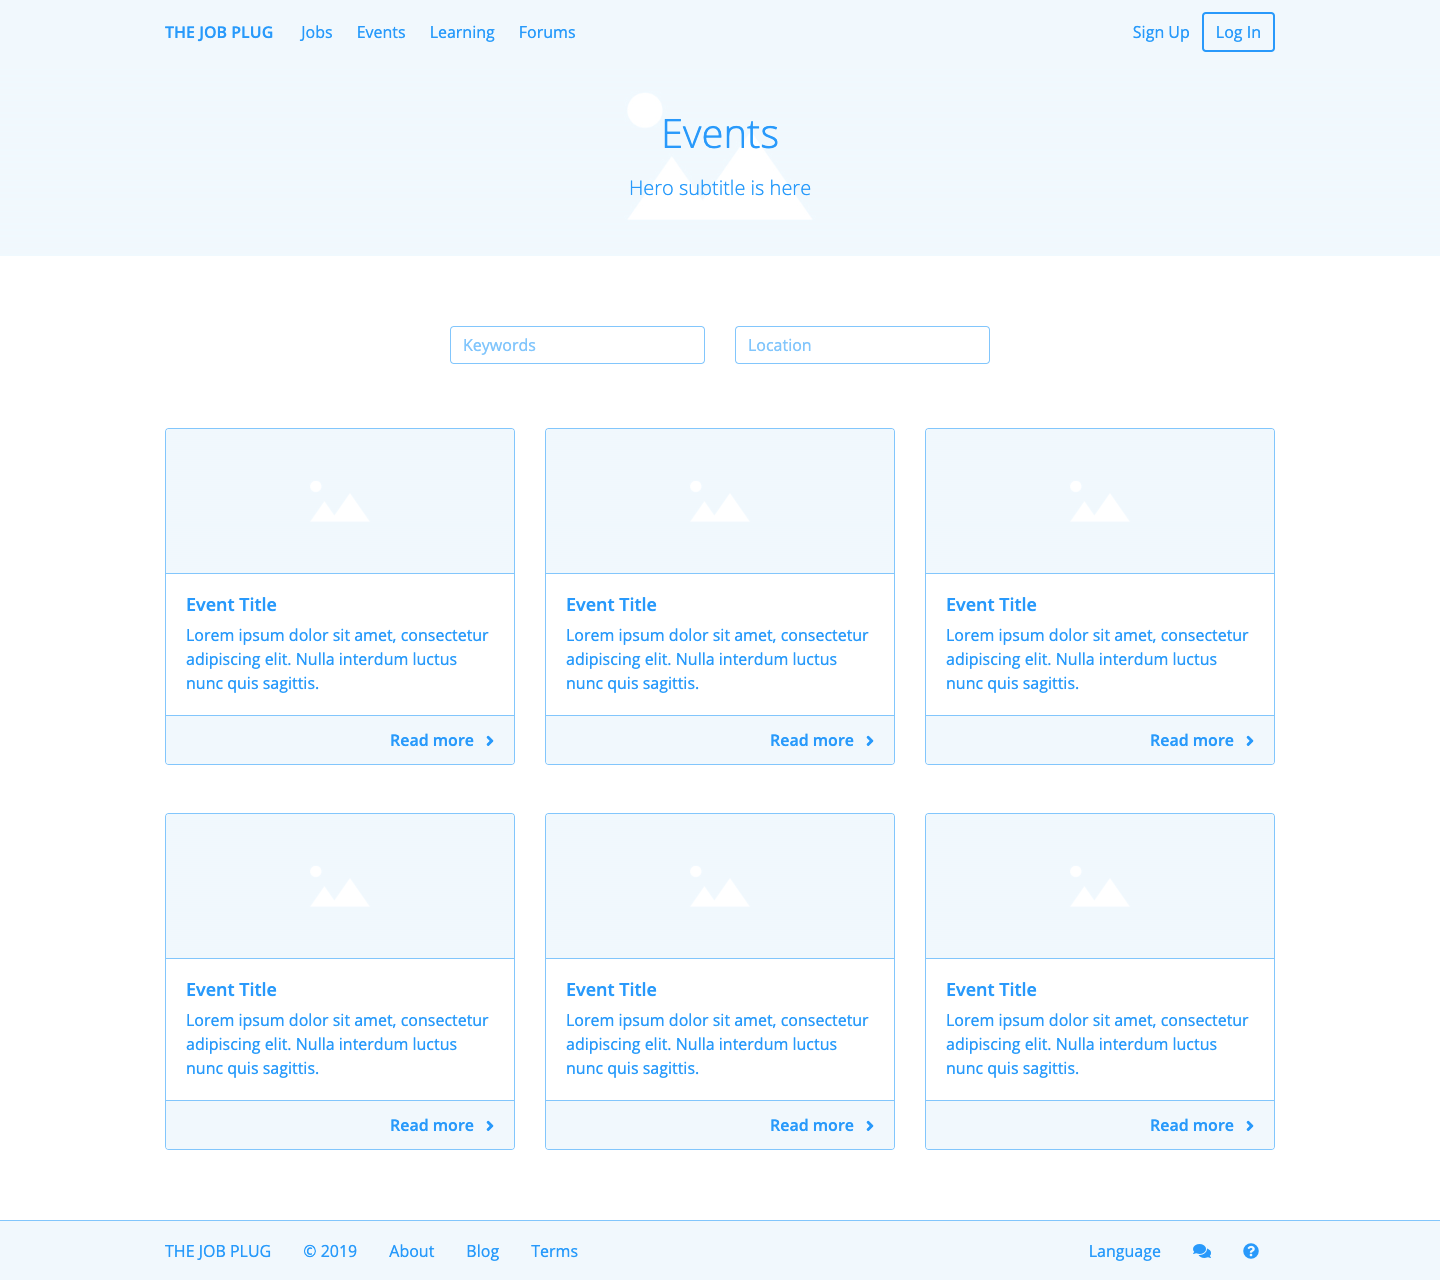 THE JOB PLUG Jobs Events Learning Forums Sign Up Log In
Events
Hero subtitle is here
Keywords Location
Event Title
Lorem ipsum dolor sit amet, consectetur
adipiscing elit. Nulla interdum luctus
nunc quis sagittis.
Read more
Event Title
Lorem ipsum dolor sit amet, consectetur
adipiscing elit. Nulla interdum luctus
nunc quis sagittis.
Read more
Event Title
Lorem ipsum dolor sit amet, consectetur
adipiscing elit. Nulla interdum luctus
nunc quis sagittis.
Read more
Event Title
Lorem ipsum dolor sit amet, consectetur
adipiscing elit. Nulla interdum luctus
nunc quis sagittis.
Read more
Event Title
Lorem ipsum dolor sit amet, consectetur
adipiscing elit. Nulla interdum luctus
nunc quis sagittis.
Read more
Event Title
Lorem ipsum dolor sit amet, consectetur
adipiscing elit. Nulla interdum luctus
nunc quis sagittis.
Read more
THE JOB PLUG © 2019 About Blog Terms Language